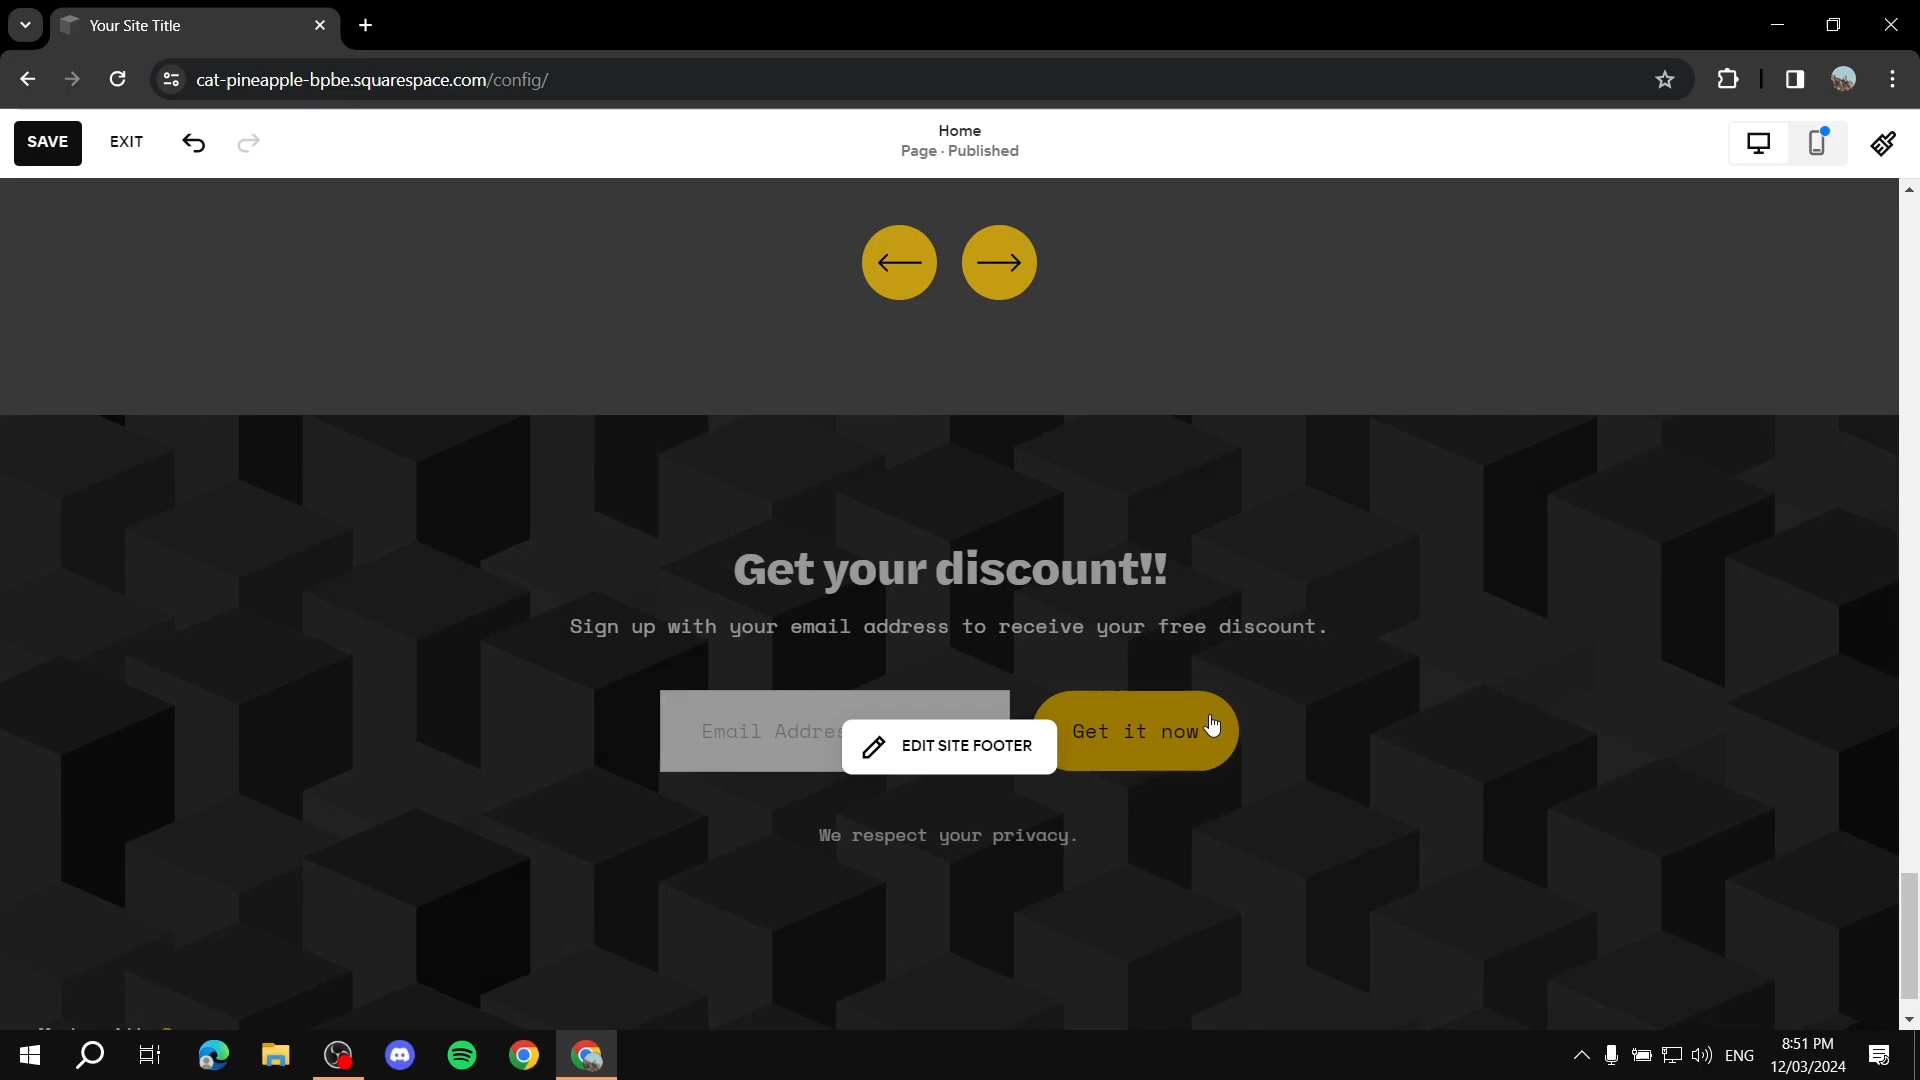 Your Site Title
cat-pineapple-bpbe.squarespace.com/config/
SAVE
EXIT
Home
Page · Published
Get your discount!!
Sign up with your email address to receive your free discount.
Email Addres
EDIT SITE FOOTER
Get it now
We respect your privacy.
ENG
8:51 PM
12/03/2024